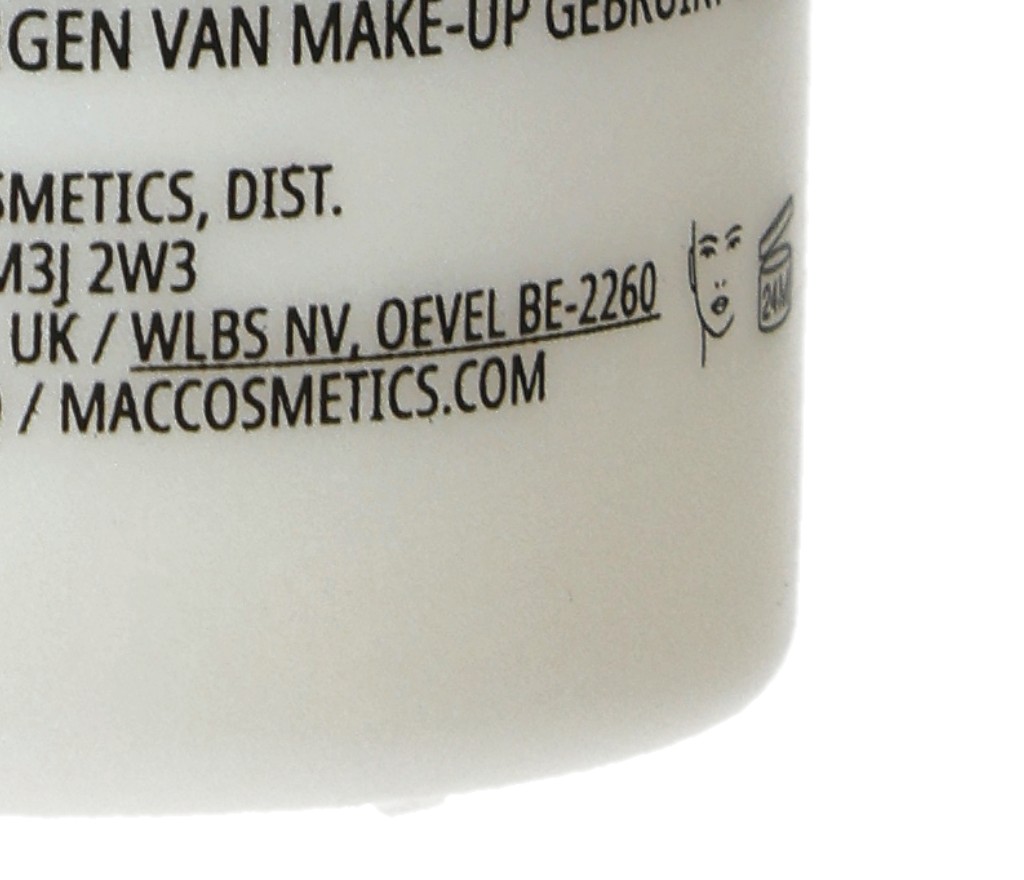 GEN VAN MAKE-UP
SMETICS, DIST.
M3J 2W3
UK / WLBS NV, OEVEL BE-2260
/ MACCOSMETICS.COM
24M